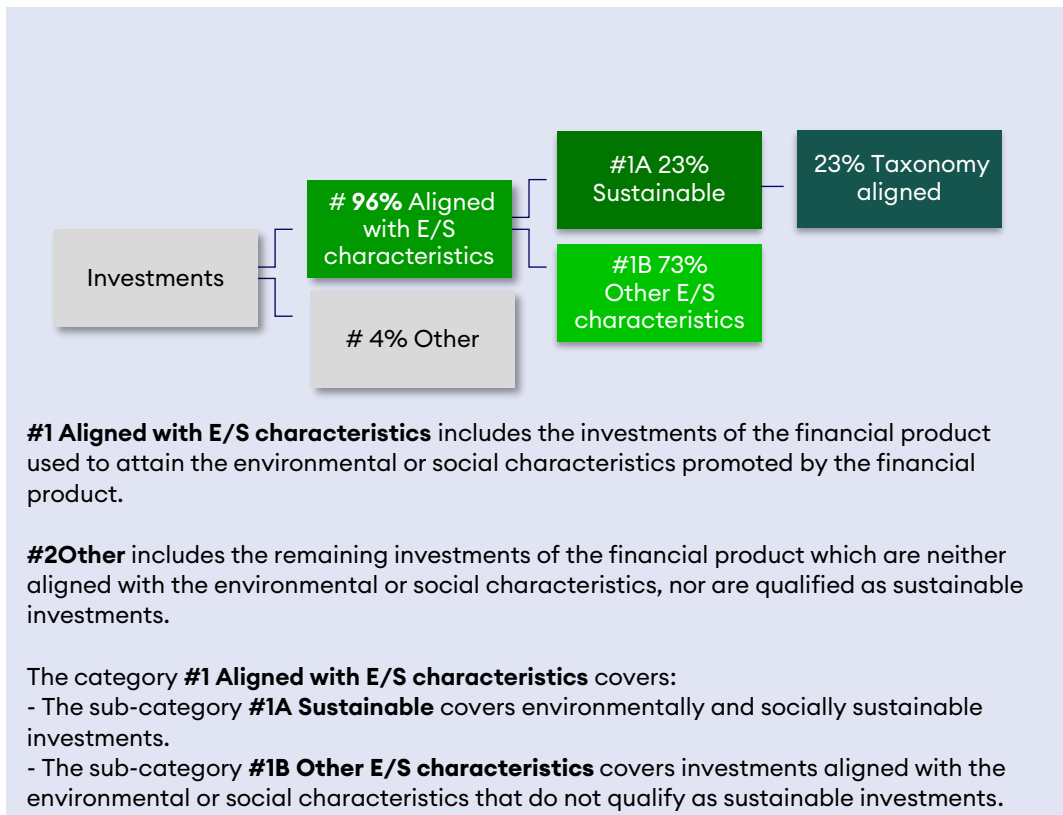 #1A 23%
Sustainable
23% Taxonomy
aligned
# 96% Aligned
with E/S
characteristics
Investments
#1B 73%
Other E/S
characteristics
# 4% Other
#1 Aligned with E/S characteristics includes the investments of the financial product
used to attain the environmental or social characteristics promoted by the financial
product.
#2Other includes the remaining investments of the financial product which are neither
aligned with the environmental or social characteristics, nor are qualified as sustainable
investments.
The category #1 Aligned with E/S characteristics covers:
- The sub-category #1A Sustainable covers environmentally and socially sustainable
investments.
- The sub-category #1B Other E/S characteristics covers investments aligned with the
environmental or social characteristics that do not qualify as sustainable investments.